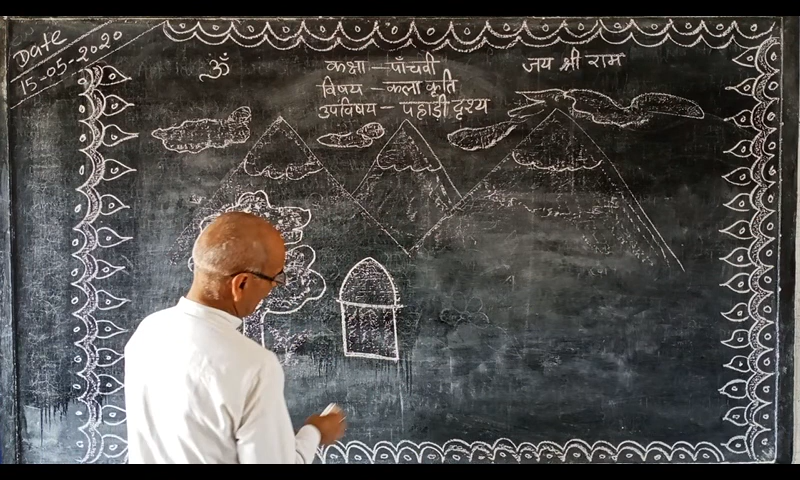 Date
15-05-2020
ॐ
कक्षा - पाँचवी
विषय - कला कृति
उपविषय - पहाडी दृश्य
जय श्री राम